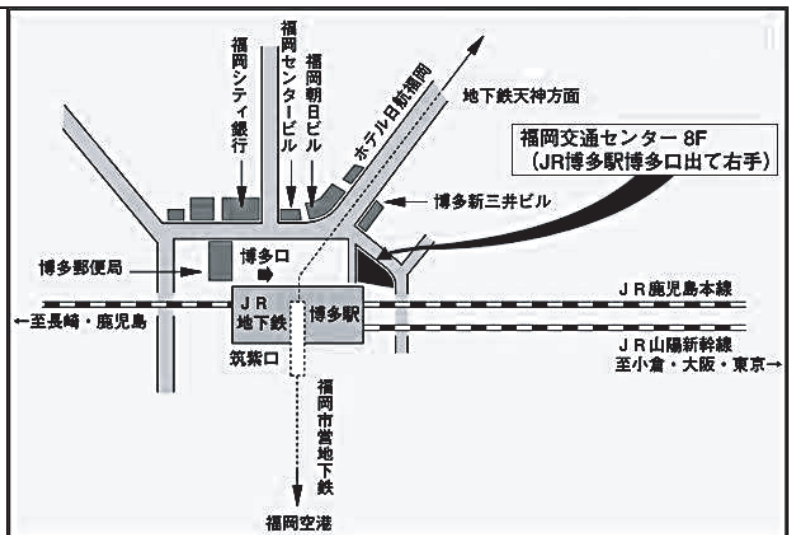 福岡シティ銀行
福岡センタービル
福岡朝日ビル
ホテル日航福岡
地下鉄天神方面
福岡交通センター 8F
(JR博多駅博多口出て右手)
博多新三井ビル
博多郵便局
博多口
JR鹿児島本線
JR
地下鉄
博多駅
←至長崎・鹿児島
筑紫口
JR山陽新幹線
至小倉・大阪・東京→
福岡市営地下鉄
福岡空港